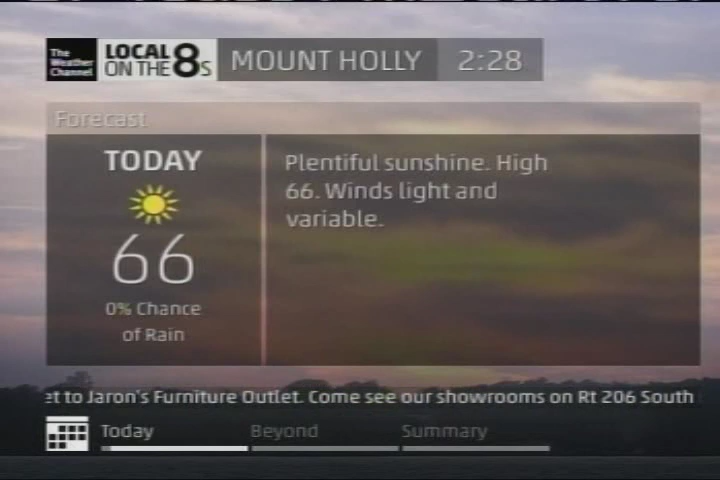 The
Weather
Channel
LOCAL
ON THE 8s
MOUNT HOLLY 2:28
Forecast
TODAY
66
0% Chance
of Rain
Plentiful sunshine. High
66. Winds light and
variable.
et to Jaron's Furniture Outlet. Come see our showrooms on Rt 206 South
Today Beyond Summary